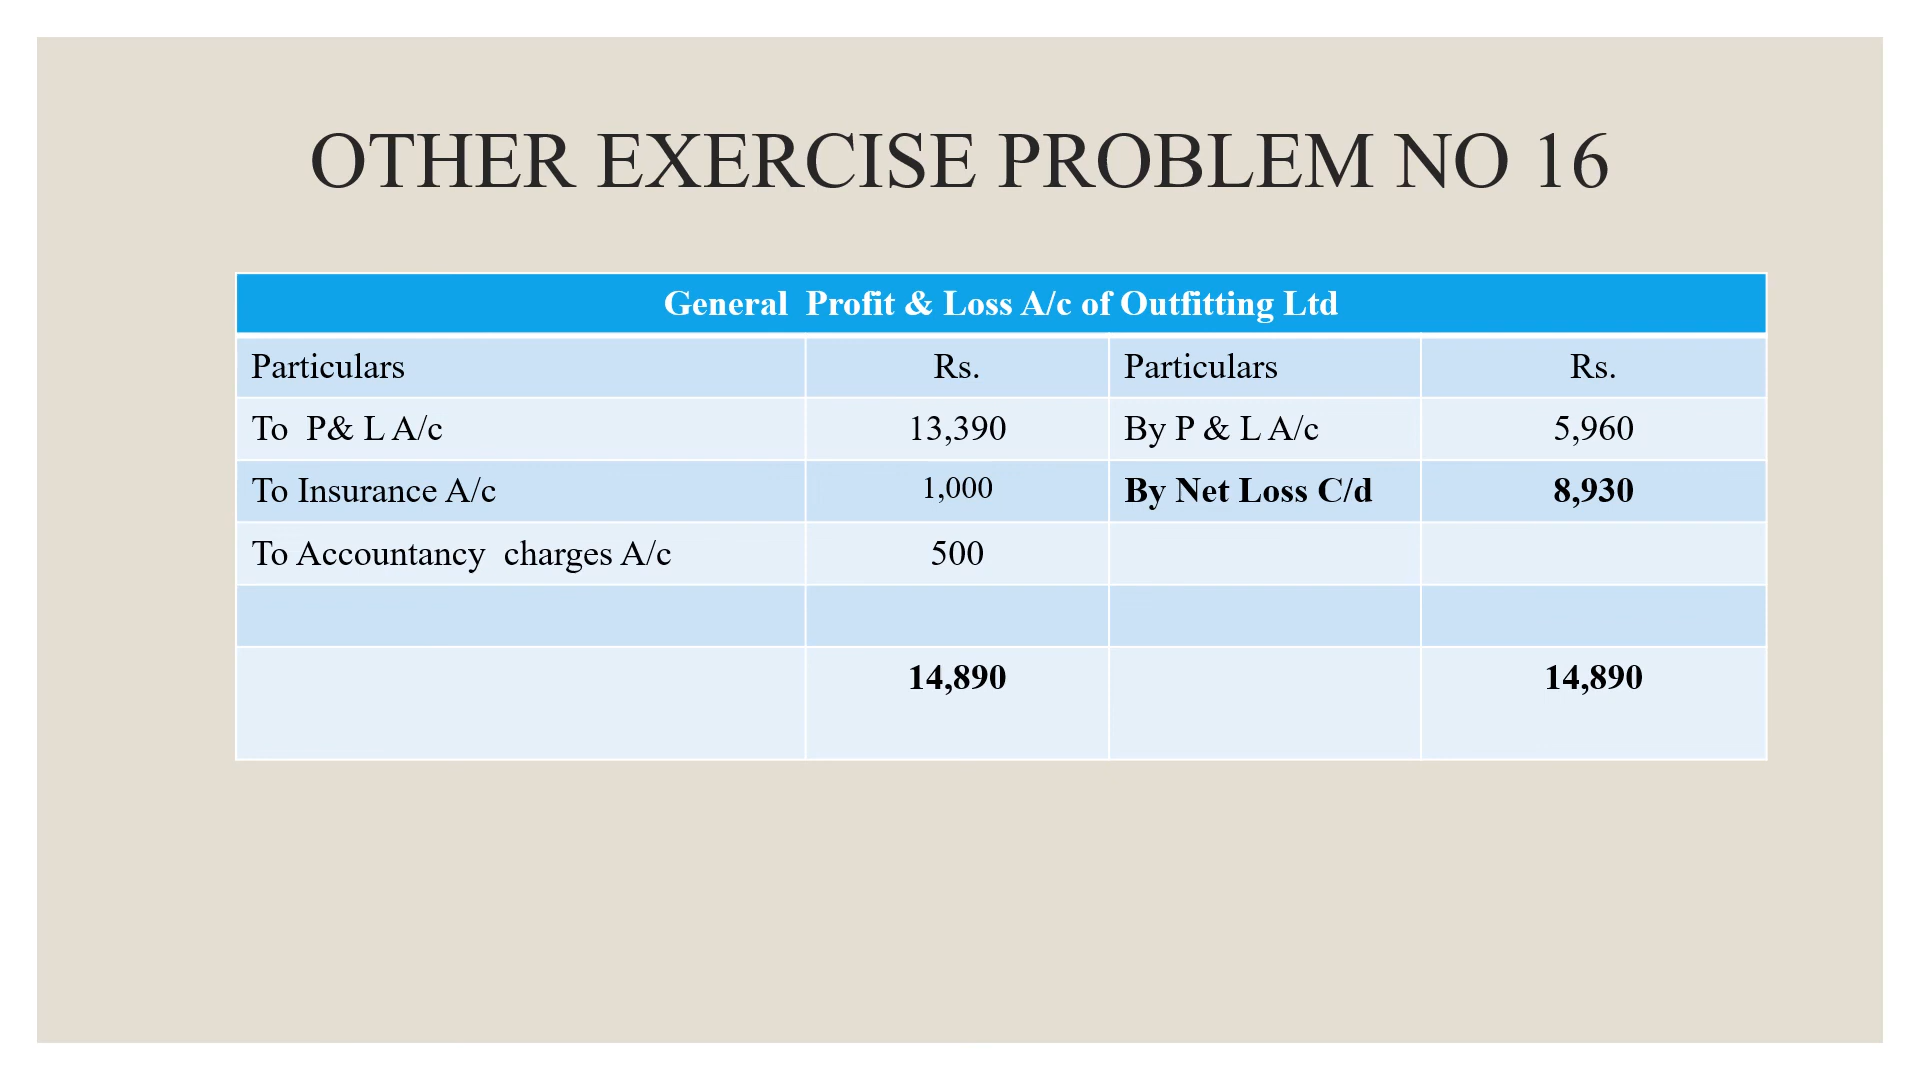 OTHER EXERCISE PROBLEM NO 16
General Profit & Loss A/c of Outfitting Ltd
Particulars Rs. Particulars Rs.
To P& L A/c 13,390 By P & L A/c 5,960
To Insurance A/c 1,000 By Net Loss C/d 8,930
To Accountancy charges A/c 500
14,890 14,890